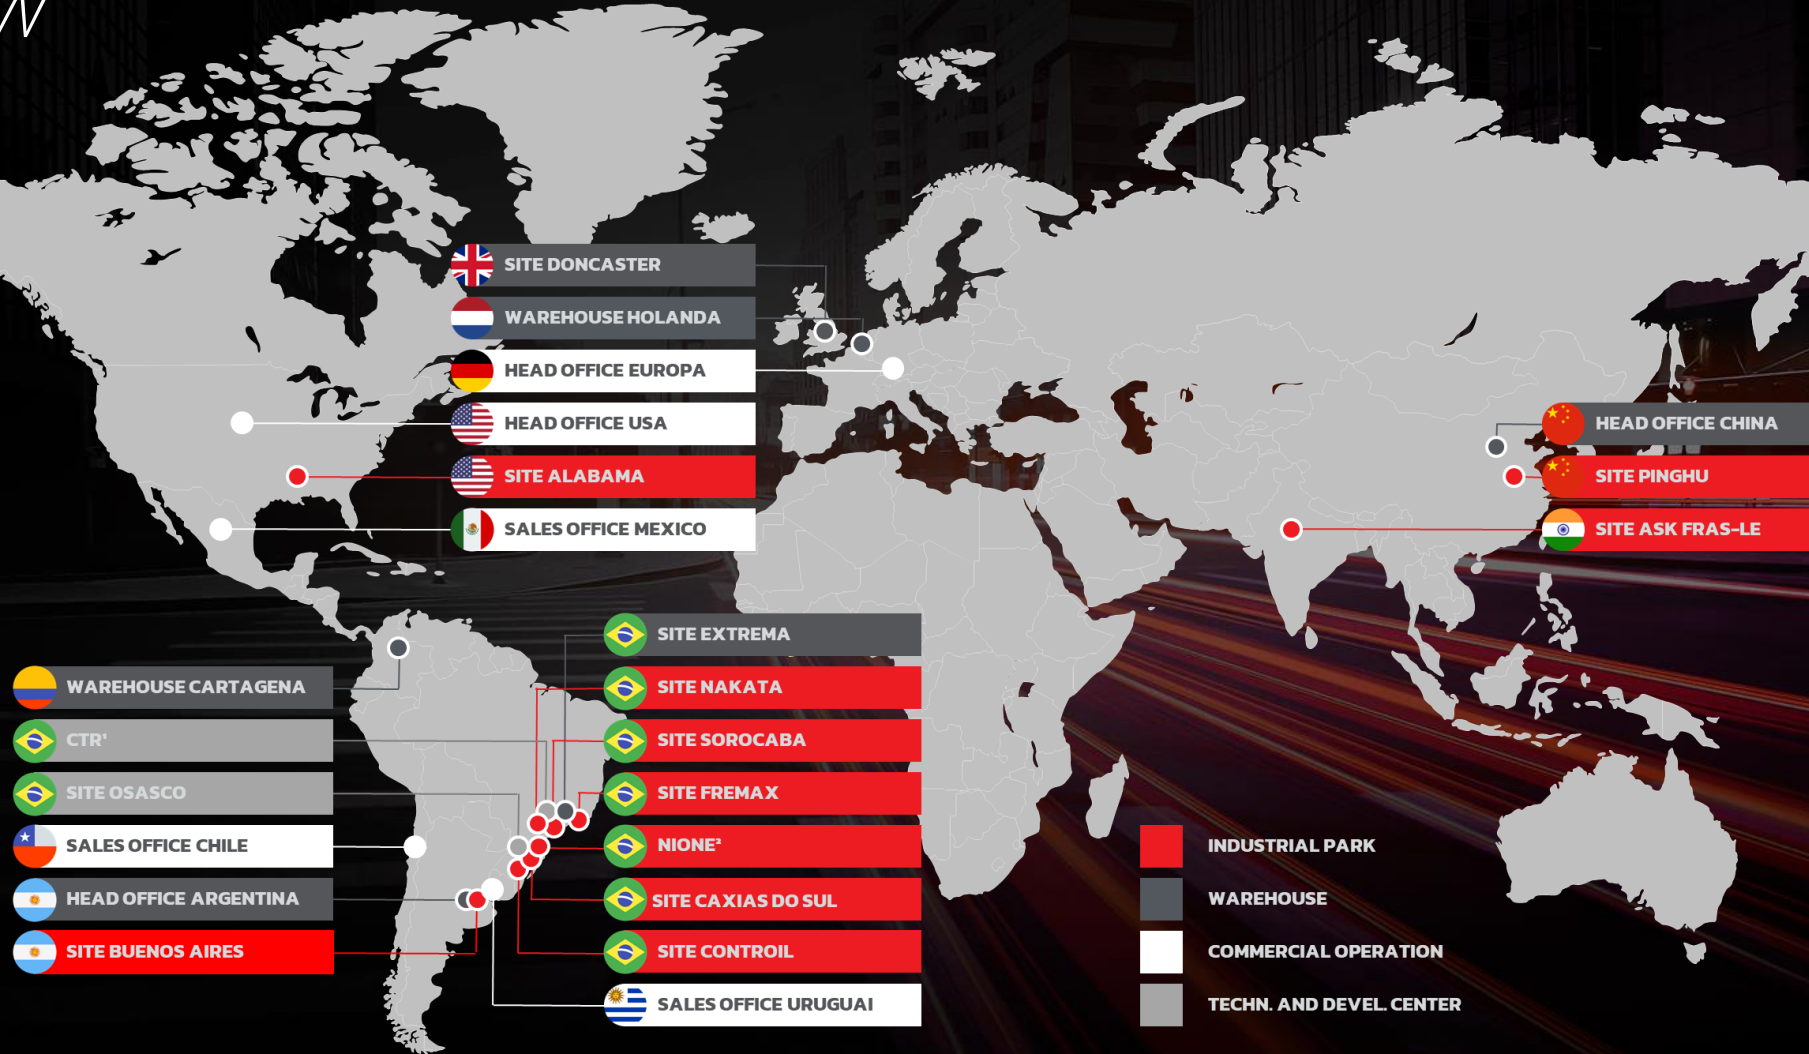 SITE DONCASTER
WAREHOUSE HOLANDA
HEAD OFFICE EUROPA
HEAD OFFICE USA
SITE ALABAMA
SALES OFFICE MEXICO
HEAD OFFICE CHINA
SITE PINGHU
SITE ASK FRAS-LE
WAREHOUSE CARTAGENA
CTR¹
SITE OSASCO
SALES OFFICE CHILE
HEAD OFFICE ARGENTINA
SITE BUENOS AIRES
SITE EXTREMA
SITE NAKATA
SITE SOROCABA
SITE FREMAX
NIONE²
SITE CAXIAS DO SUL
SITE CONTROIL
SALES OFFICE URUGUAI
INDUSTRIAL PARK
WAREHOUSE
COMMERCIAL OPERATION
TECHN. AND DEVEL. CENTER